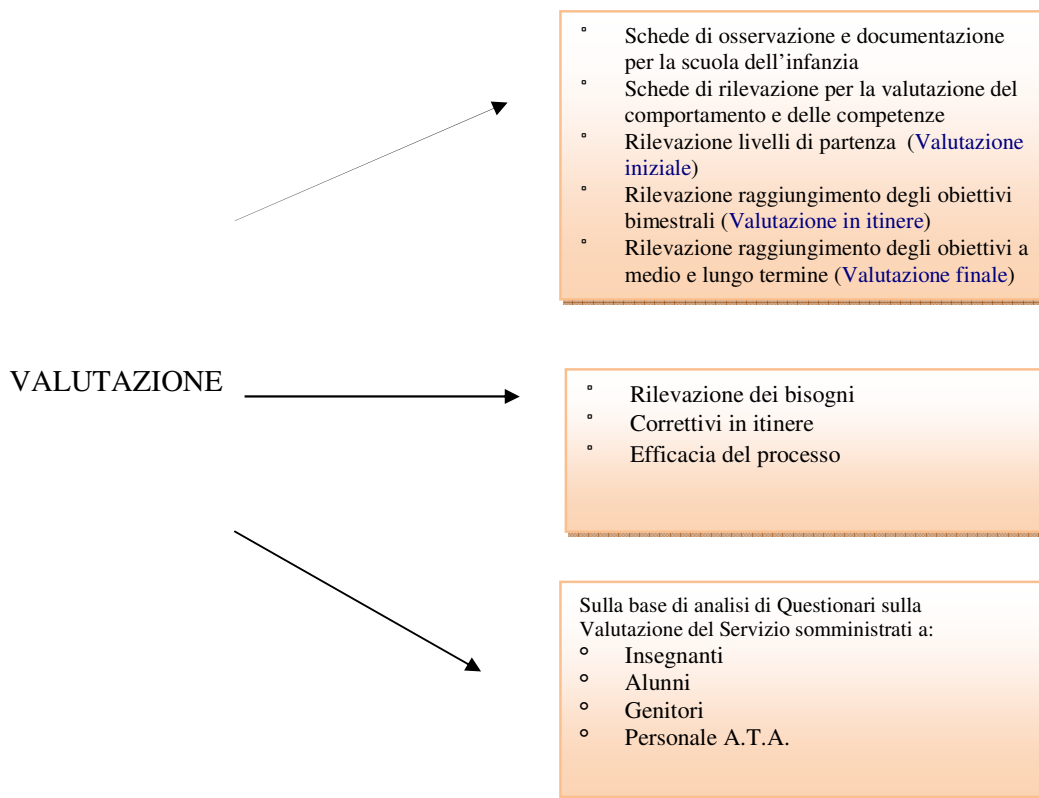 ° Schede di osservazione e documentazione
per la scuola dell’infanzia
° Schede di rilevazione per la valutazione del
comportamento e delle competenze
° Rilevazione livelli di partenza (Valutazione
iniziale)
° Rilevazione raggiungimento degli obiettivi
bimestrali (Valutazione in itinere)
° Rilevazione raggiungimento degli obiettivi a
medio e lungo termine (Valutazione finale)
VALUTAZIONE
° Rilevazione dei bisogni
° Correttivi in itinere
° Efficacia del processo
Sulla base di analisi di Questionari sulla
Valutazione del Servizio somministrati a:
° Insegnanti
° Alunni
° Genitori
° Personale A.T.A.